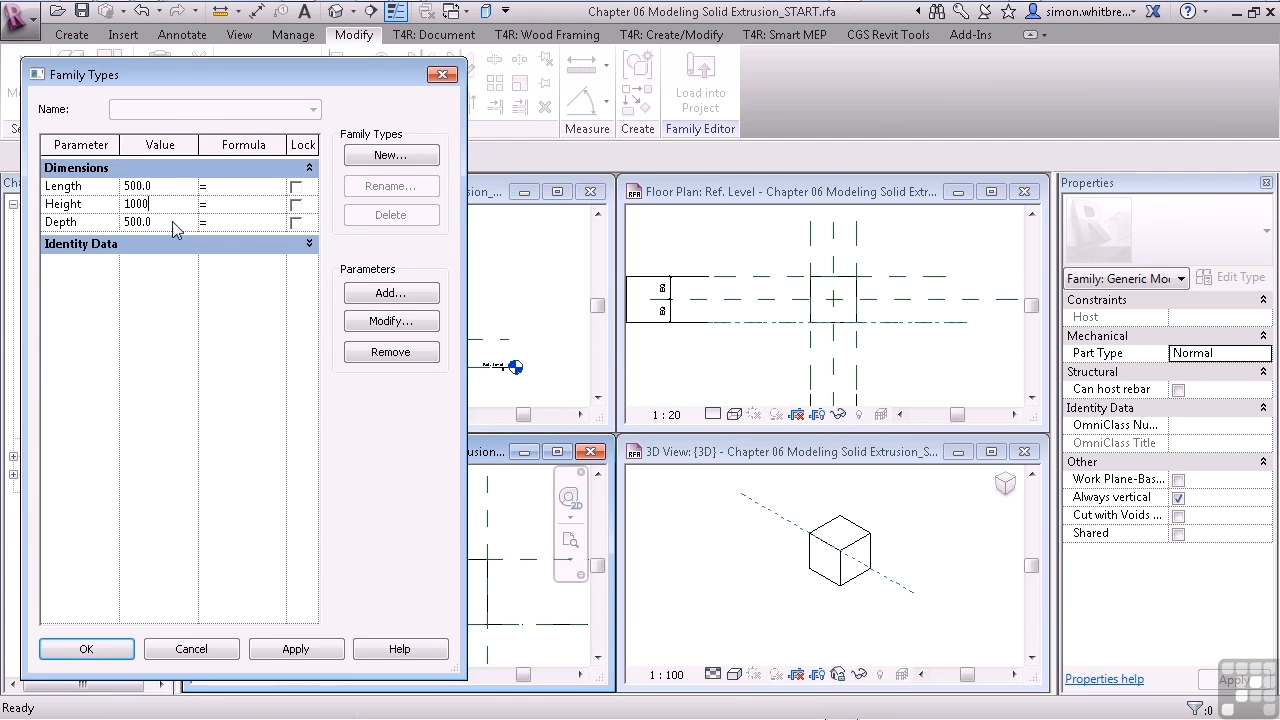 Chapter 06 Modeling Solid Extrusion_START.rfa
simon.whitbre...
Create Insert Annotate View Manage Modify T4R: Document T4R: Wood Framing T4R: Create/Modify T4R: Smart MEP CGS Revit Tools Add-Ins
Load into
Project
Measure Create Family Editor
Family Types
Name:
Parameter Value Formula Lock
Dimensions
Length 500.0 =
Height 1000 =
Depth 500.0 =
Identity Data
Family Types
New...
Rename...
Delete
Parameters
Add...
Modify...
Remove
OK Cancel Apply Help
Floor Plan: Ref. Level - Chapter 06 Modeling Solid Extr...
1 : 20
3D View: {3D} - Chapter 06 Modeling Solid Extrusion_S...
1 : 100
2D
Properties
Family: Generic Mo
Edit Type
Constraints
Host
Mechanical
Part Type Normal
Structural
Can host rebar
Identity Data
OmniClass Nu...
OmniClass Title
Other
Work Plane-Bas...
Always vertical
Cut with Voids ...
Shared
Properties help
Apply
Ready
:0